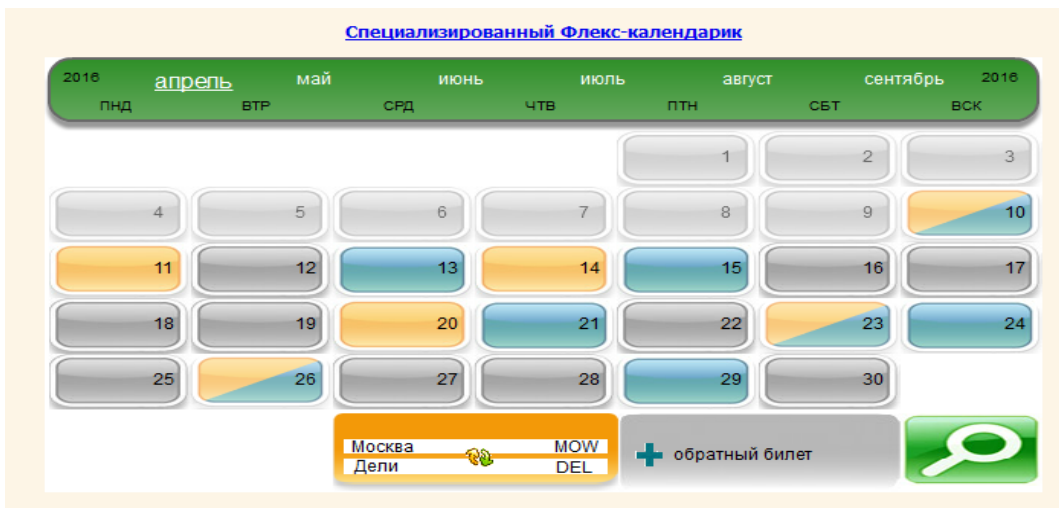 Специализированный Флекс-календарик
2016 апрель май июнь июль август сентябрь 2016
ПНД ВТР СРД ЧТВ ПТН СБТ ВСК
1 2 3
4 5 6 7 8 9 10
11 12 13 14 15 16 17
18 19 20 21 22 23 24
25 26 27 28 29 30
Москва MOW
Дели DEL
обратный билет